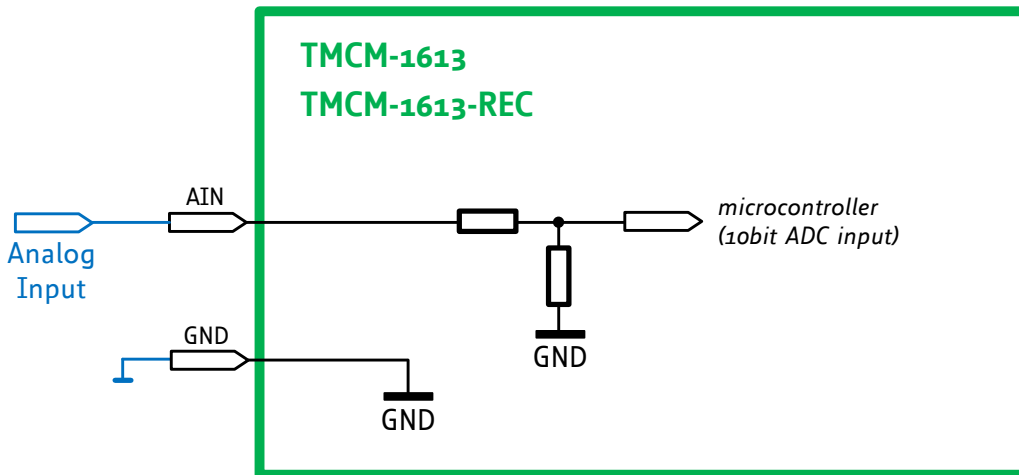 TMCM-1613
TMCM-1613-REC
AIN
microcontroller
(10bit ADC input)
Analog
Input
GND
GND
GND